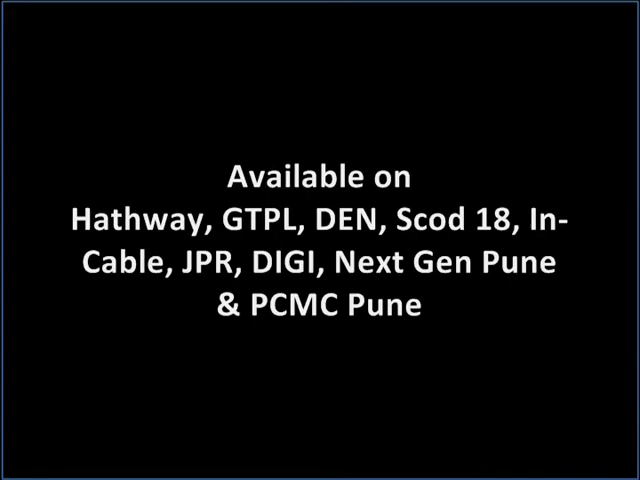 Available on
Hathway, GTPL, DEN, Scod 18, In-
Cable, JPR, DIGI, Next Gen Pune
& PCMC Pune